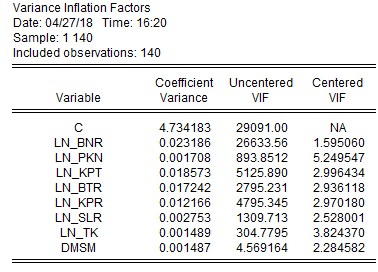 Variance Inflation Factors
Date: 04/27/18 Time: 16:20
Sample: 1 140
Included observations: 140
Coefficient Uncentered Centered
Variable Variance VIF VIF
C 4.734183 29091.00 NA
LN_BNR 0.023186 26633.56 1.595060
LN_PKN 0.001708 893.8512 5.249547
LN_KPT 0.018573 5125.890 2.996434
LN_BTR 0.017242 2795.231 2.936118
LN_KPR 0.012166 4795.345 2.970180
LN_SLR 0.002753 1309.713 2.528001
LN_TK 0.001489 304.7795 3.824370
DMSM 0.001487 4.569164 2.284582